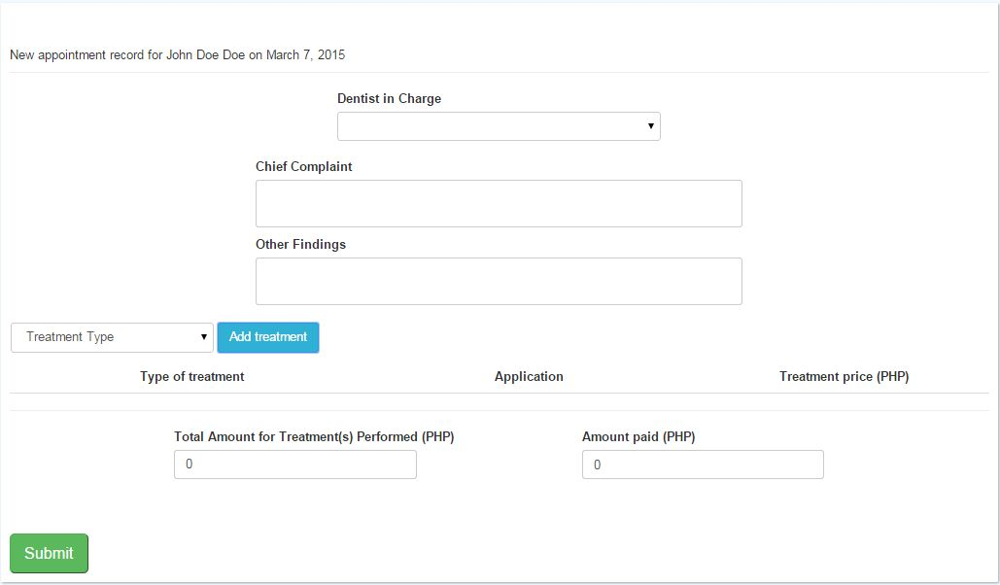 New appointment record for John Doe Doe on March 7, 2015
Dentist in Charge
Chief Complaint
Other Findings
Treatment Type Add treatment
Type of treatment Application Treatment price (PHP)
Total Amount for Treatment(s) Performed (PHP) Amount paid (PHP)
0 0
Submit